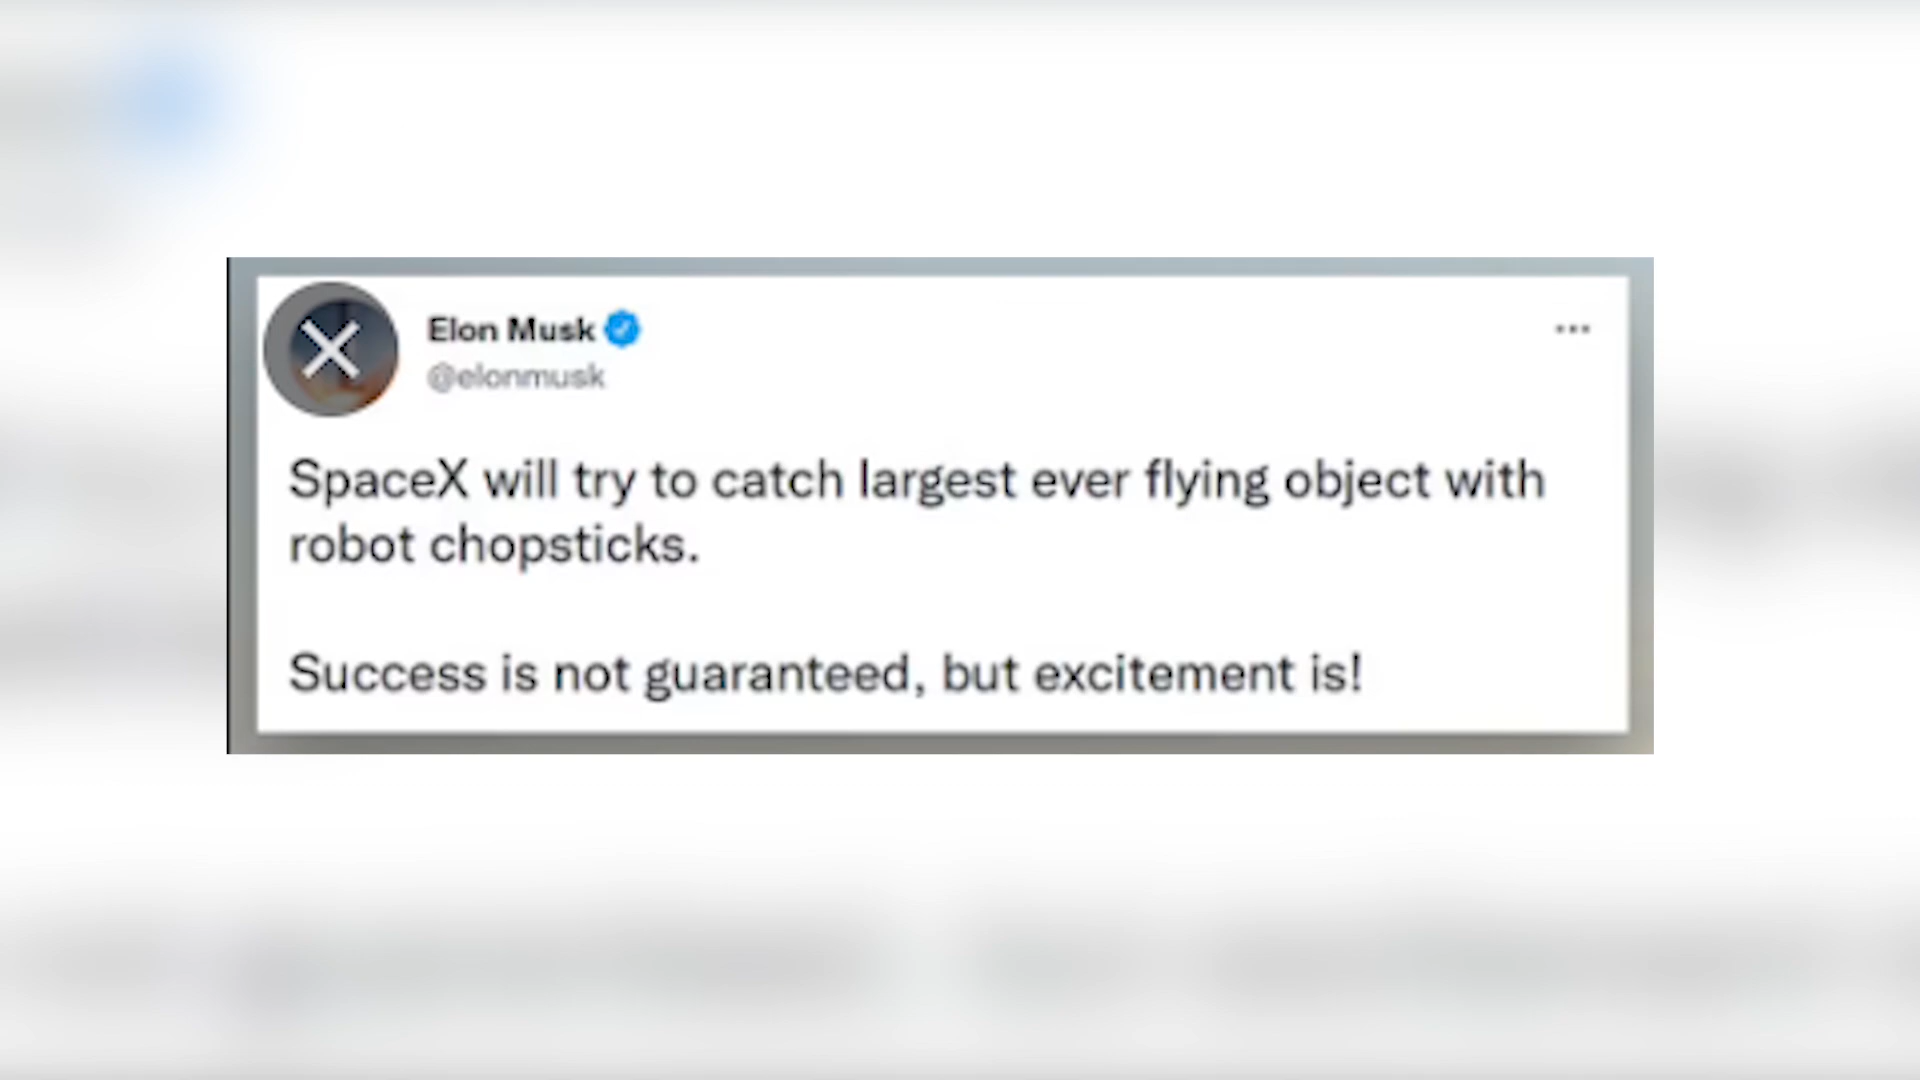 Elon Musk
@elonmusk
SpaceX will try to catch largest ever flying object with
robot chopsticks.
Success is not guaranteed, but excitement is!